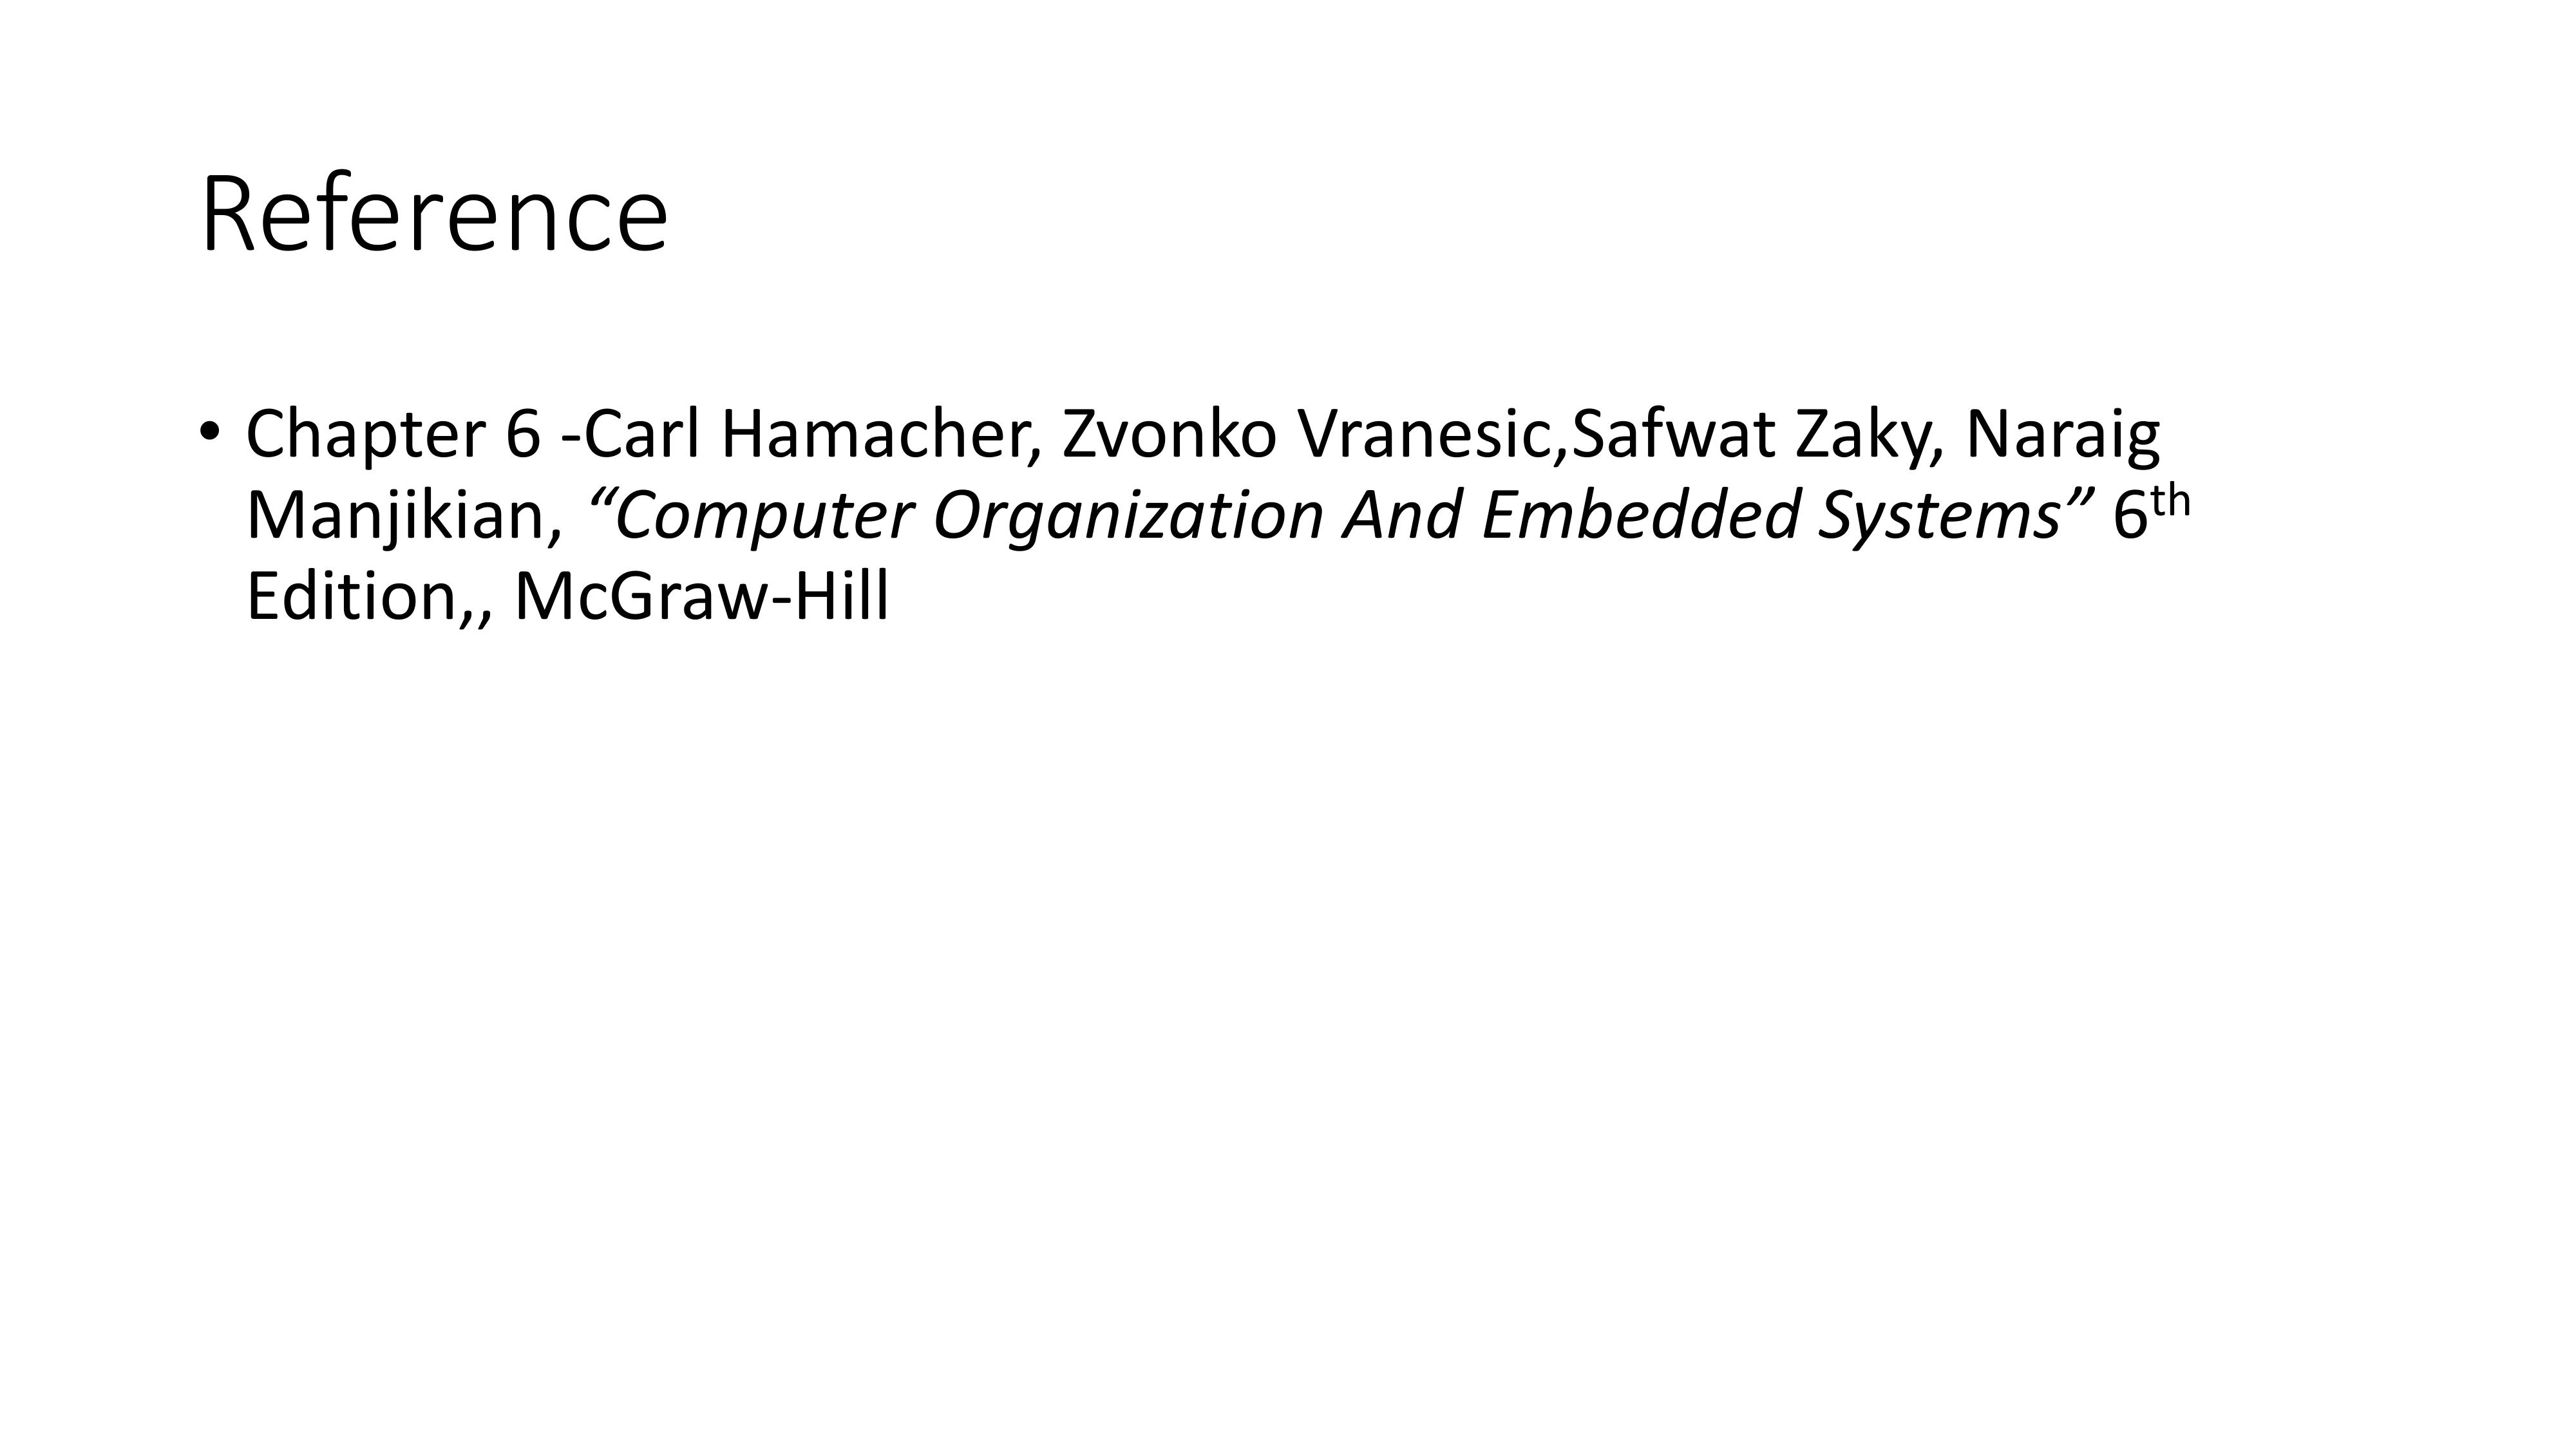 Reference
• Chapter 6 -Carl Hamacher, Zvonko Vranesic,Safwat Zaky, Naraig
Manjikian, “Computer Organization And Embedded Systems” 6th
Edition,, McGraw-Hill